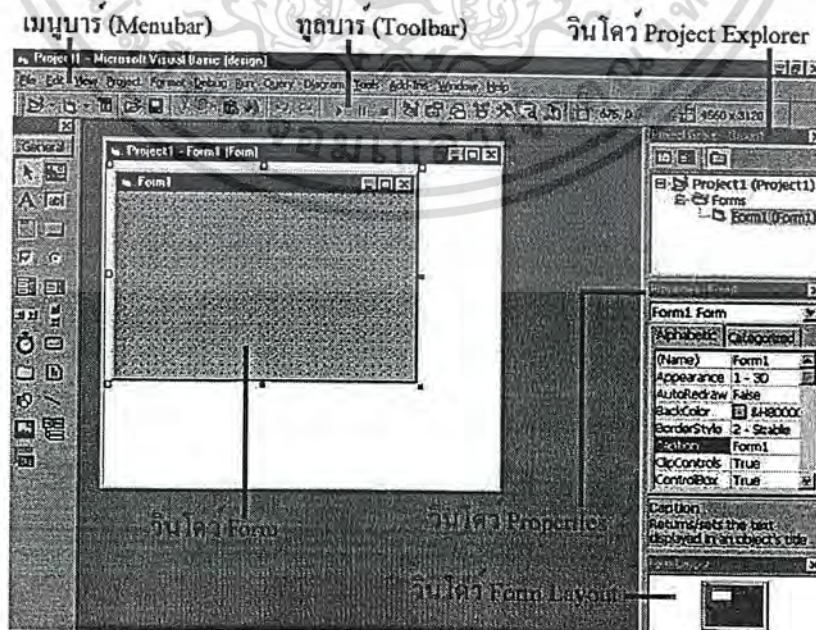 เมนูบาร์ (Menubar) ทูลบาร์ (Toolbar) วินโดว์ Project Explorer
Project1 - Microsoft Visual Basic [design]
File Edit View Project Format Debug Run Query Diagram Tools Add-Ins Window Help
675, 0 4560 x 3120
General
Project1 - Form1 (Form)
Form1
Project1 (Project1)
Forms
Form1 (Form1)
Form1 Form
Alphabetic Categorized
(Name) Form1
Appearance 1 - 3D
AutoRedraw False
BackColor
BorderStyle 2 - Sizable
Caption Form1
ClipControls True
ControlBox True
Caption
Returns/sets the text
displayed in an object's title
วินโดว์ Form วินโดว์ Properties
วินโดว์ Form Layout